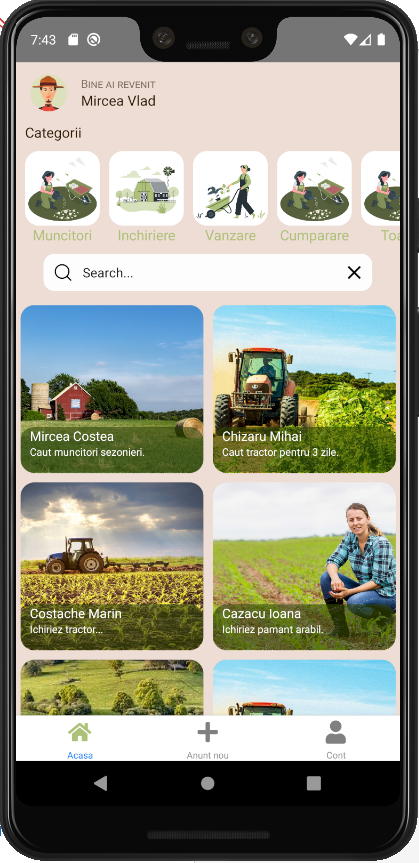 7:43
BINE AI REVENIT
Mircea Vlad
Categorii
Muncitori
Inchiriere
Vanzare
Cumparare
Toa
Search...
Mircea Costea
Caut muncitori sezonieri.
Chizaru Mihai
Caut tractor pentru 3 zile.
Costache Marin
Ichiriez tractor...
Cazacu Ioana
Ichiriez pamant arabil.
Acasa
Anunt nou
Cont